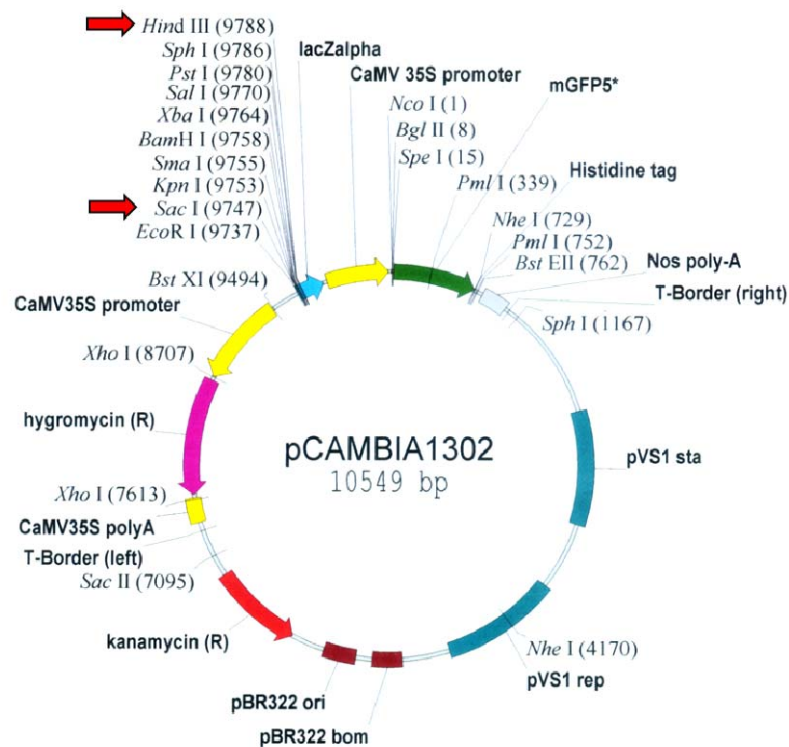 Hind III (9788)
Sph I (9786)
Pst I (9780)
Sal I (9770)
Xba I (9764)
BamH I (9758)
Sma I (9755)
Kpn I (9753)
Sac I (9747)
EcoR I (9737)
Bst XI (9494)
lacZalpha
CaMV 35S promoter
Nco I (1)
Bgl II (8)
Spe I (15)
mGFP5*
Pml I (339)
Histidine tag
Nhe I (729)
Pml I (752)
Bst EII (762)
Nos poly-A
T-Border (right)
Sph I (1167)
CaMV35S promoter
Xho I (8707)
hygromycin (R)
pCAMBIA1302
10549 bp
pVS1 sta
Xho I (7613)
CaMV35S polyA
T-Border (left)
Sac II (7095)
kanamycin (R)
Nhe I (4170)
pVS1 rep
pBR322 ori
pBR322 bom